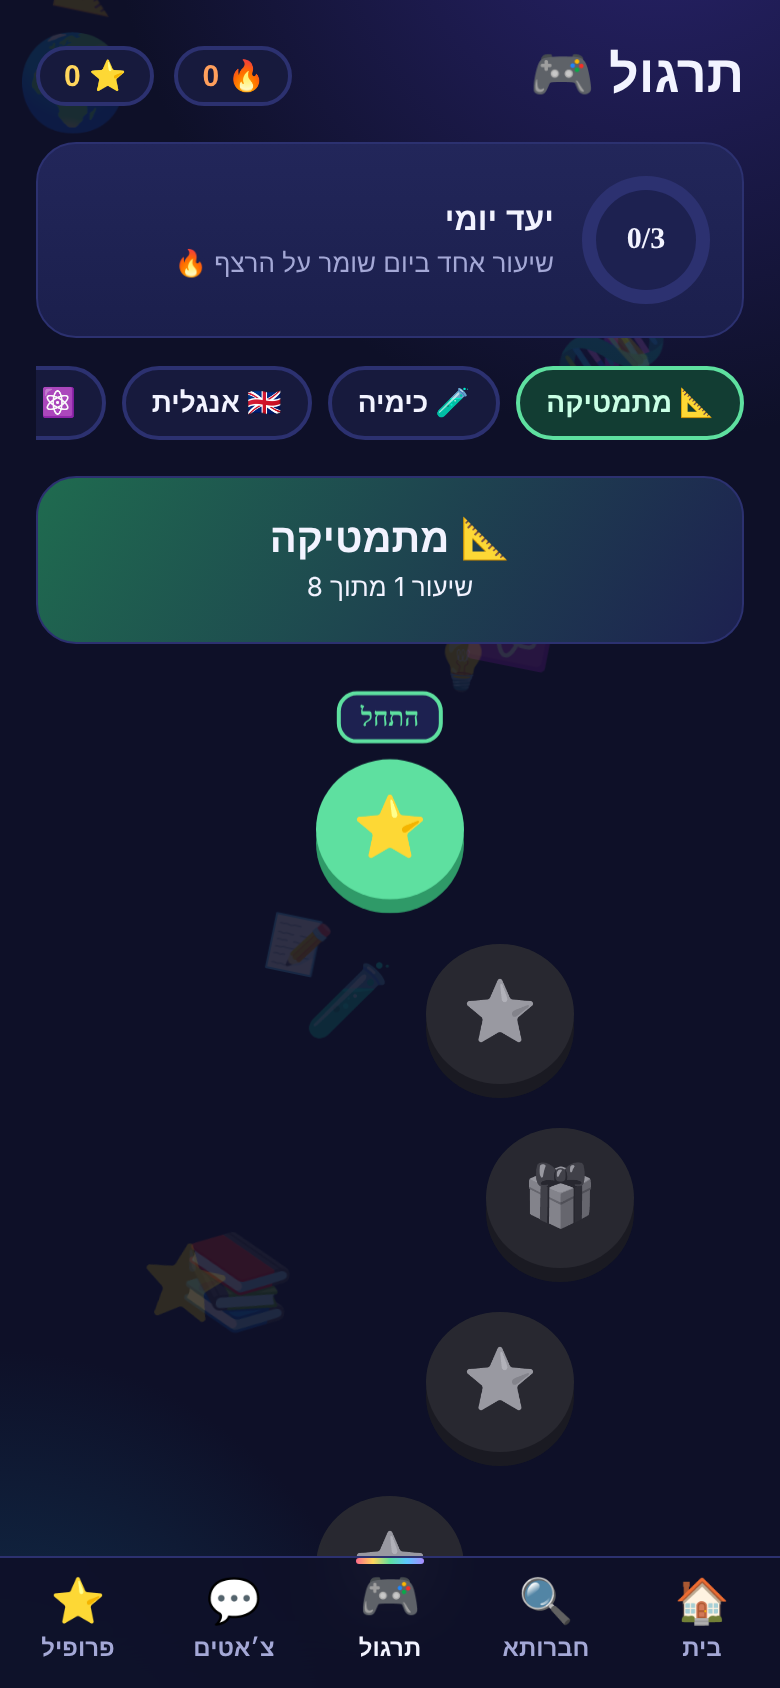 תרגול 🎮
🔥 0
⭐ 0
0/3
יעד יומי
שיעור אחד ביום שומר על הרצף 🔥
📐 מתמטיקה
🧪 כימיה
🇬🇧 אנגלית
⚛️
📐 מתמטיקה
שיעור 1 מתוך 8
התחל
בית
חברותא
תרגול
צ׳אטים
פרופיל